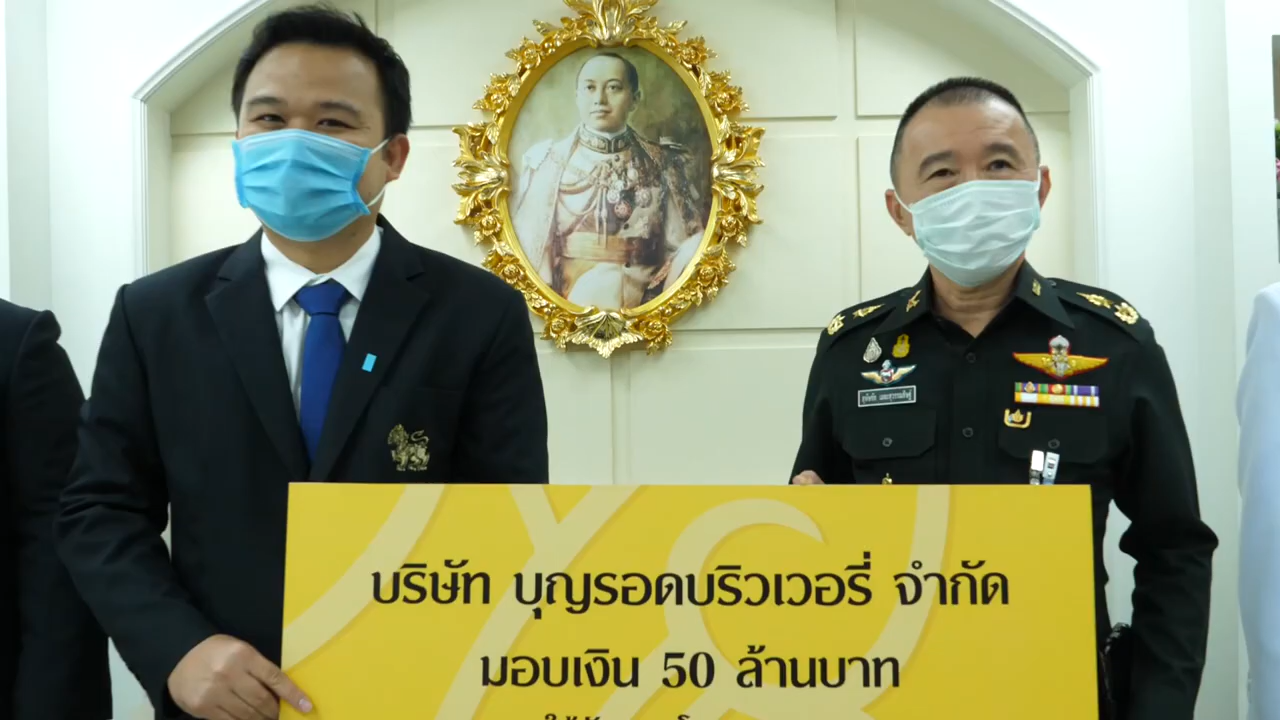 บริษัท บุญรอดบริวเวอรี่ จำกัด
มอบเงิน 50 ล้านบาท